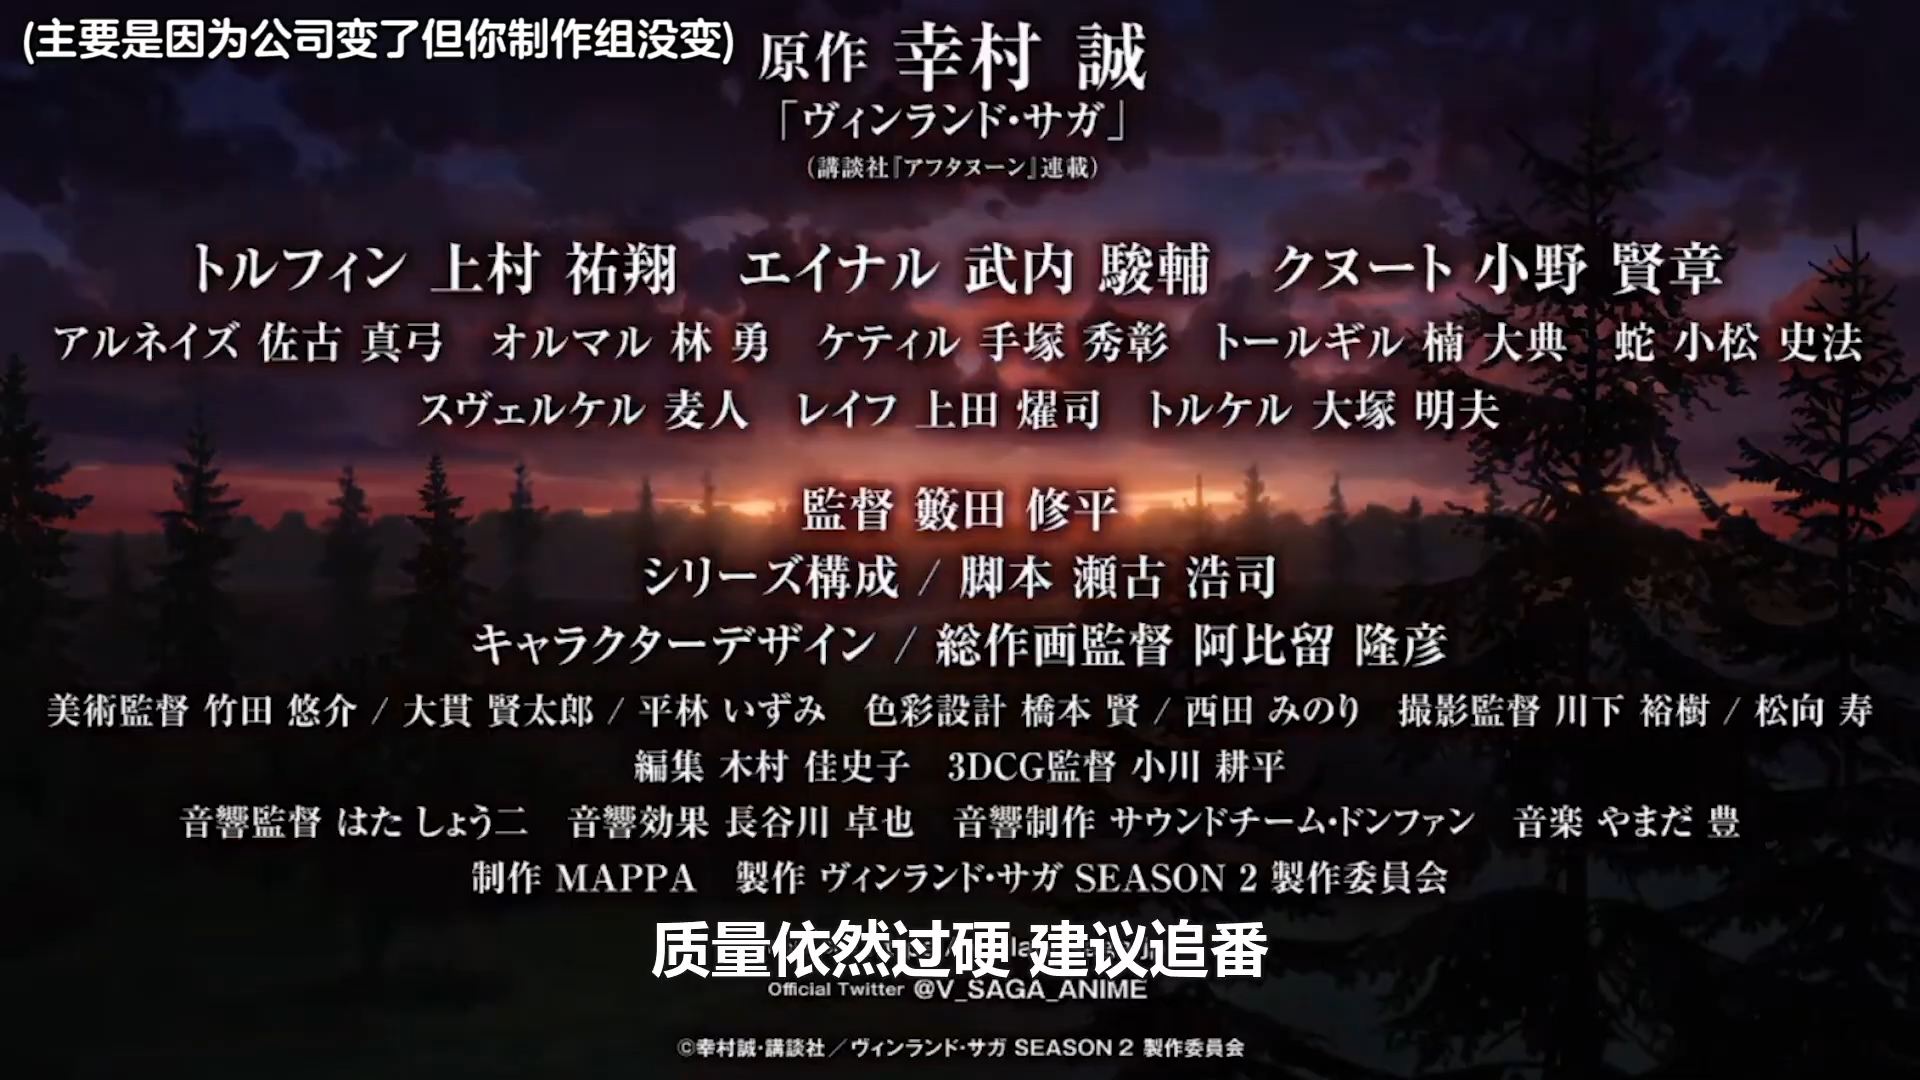 (主要是因为公司变了但你制作组没变)
原作 幸村 誠
「ヴィンランド・サガ」
(講談社『アフタヌーン』連載)
トルフィン 上村 祐翔 エイナル 武内 駿輔 クヌート 小野 賢章
アルネイズ 佐古 真弓 オルマル 林 勇 ケティル 手塚 秀彰 トールギル 楠 大典 蛇 小松 史法
スヴェルケル 麦人 レイフ 上田 燿司 トルケル 大塚 明夫
監督 籔田 修平
シリーズ構成 / 脚本 瀬古 浩司
キャラクターデザイン / 総作画監督 阿比留 隆彦
美術監督 竹田 悠介 / 大貫 賢太郎 / 平林 いずみ 色彩設計 橋本 賢 / 西田 みのり 撮影監督 川下 裕樹 / 松向 寿
編集 木村 佳史子 3DCG監督 小川 耕平
音響監督 はた しょう二 音響効果 長谷川 卓也 音響制作 サウンドチーム・ドンファン 音楽 やまだ 豊
制作 MAPPA 製作 ヴィンランド・サガ SEASON 2 製作委員会
质量依然过硬 建议追番
Official Twitter @V_SAGA_ANIME
©幸村誠・講談社／ヴィンランド・サガ SEASON 2 製作委員会